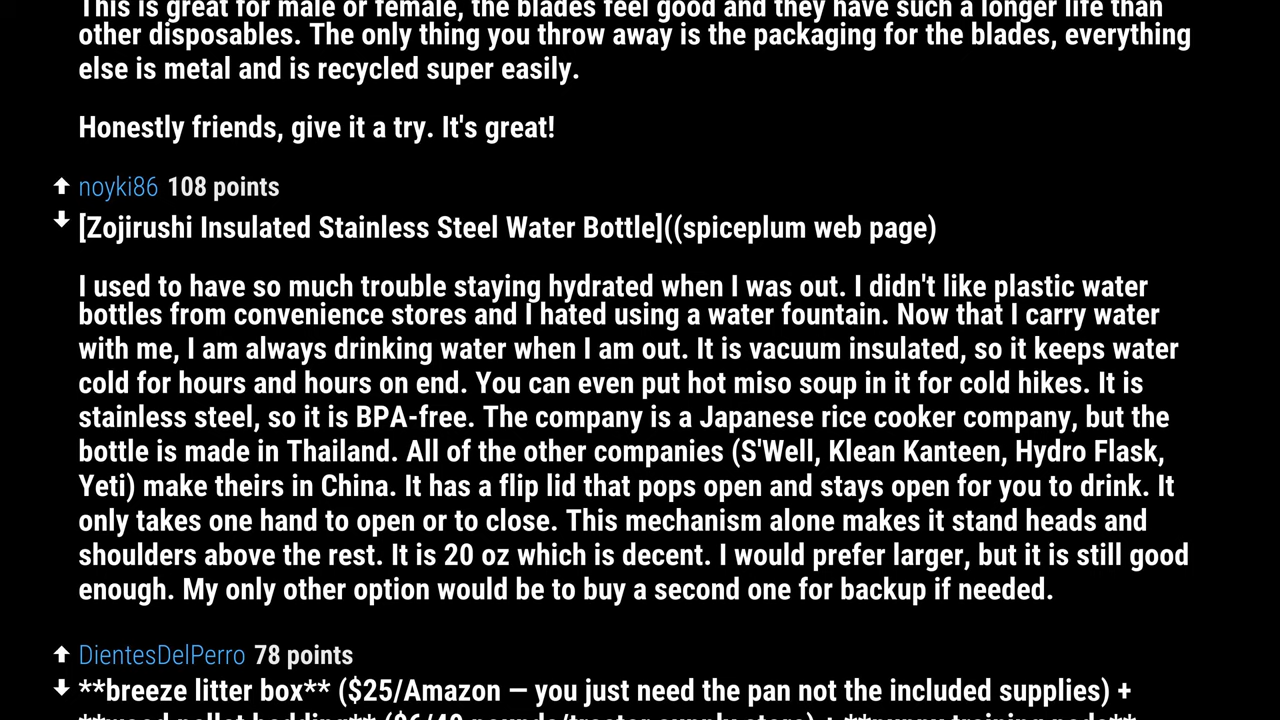 This is great for male or female, the blades feel good and they have such a longer life than
other disposables. The only thing you throw away is the packaging for the blades, everything
else is metal and is recycled super easily.
Honestly friends, give it a try. It's great!
noyki86 108 points
[Zojirushi Insulated Stainless Steel Water Bottle]((spiceplum web page)
I used to have so much trouble staying hydrated when I was out. I didn't like plastic water
bottles from convenience stores and I hated using a water fountain. Now that I carry water
with me, I am always drinking water when I am out. It is vacuum insulated, so it keeps water
cold for hours and hours on end. You can even put hot miso soup in it for cold hikes. It is
stainless steel, so it is BPA-free. The company is a Japanese rice cooker company, but the
bottle is made in Thailand. All of the other companies (S'Well, Klean Kanteen, Hydro Flask,
Yeti) make theirs in China. It has a flip lid that pops open and stays open for you to drink. It
only takes one hand to open or to close. This mechanism alone makes it stand heads and
shoulders above the rest. It is 20 oz which is decent. I would prefer larger, but it is still good
enough. My only other option would be to buy a second one for backup if needed.
DientesDelPerro 78 points
**breeze litter box** ($25/Amazon — you just need the pan not the included supplies) +
**wood pellet bedding** ($6/40 pounds/tractor supply store) + **puppy training pads**